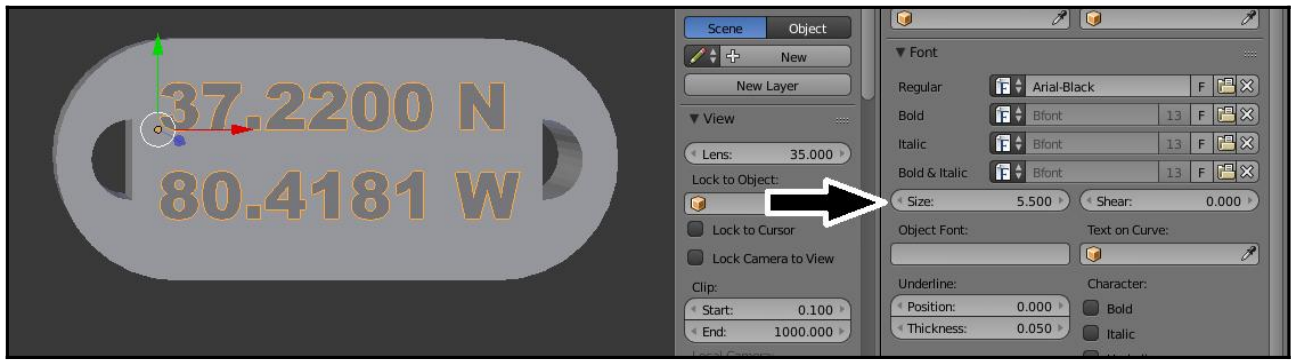 37.2200 N
80.4181 W
Scene Object
New
New Layer
View
Lens: 35.000
Lock to Object:
Lock to Cursor
Lock Camera to View
Clip:
Start: 0.100
End: 1000.000
Font
Regular F Arial-Black F
Bold F Bfont 13 F
Italic F Bfont 13 F
Bold & Italic F Bfont 13 F
Size: 5.500 Shear: 0.000
Object Font: Text on Curve:
Underline: Character:
Position: 0.000 Bold
Thickness: 0.050 Italic